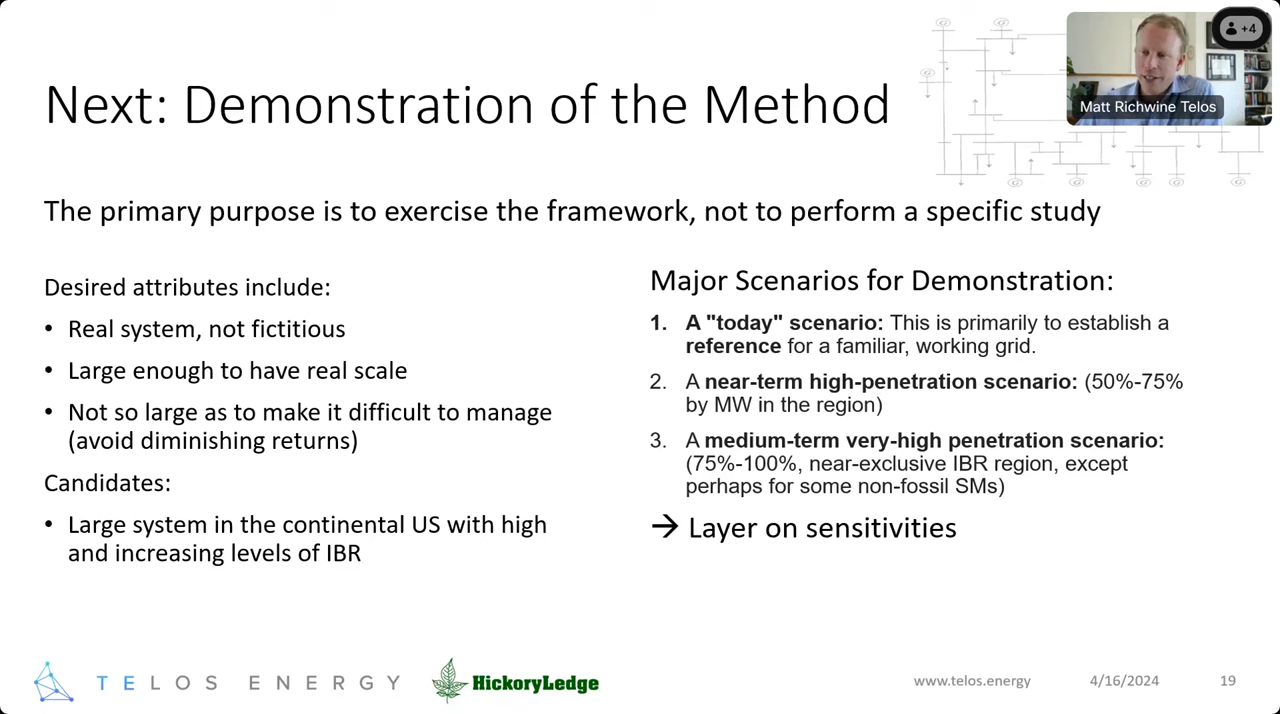 +4
Matt Richwine Telos
Next: Demonstration of the Method
The primary purpose is to exercise the framework, not to perform a specific study
Desired attributes include:
• Real system, not fictitious
• Large enough to have real scale
• Not so large as to make it difficult to manage
(avoid diminishing returns)
Candidates:
• Large system in the continental US with high
and increasing levels of IBR
Major Scenarios for Demonstration:
1. A "today" scenario: This is primarily to establish a
reference for a familiar, working grid.
2. A near-term high-penetration scenario: (50%-75%
by MW in the region)
3. A medium-term very-high penetration scenario:
(75%-100%, near-exclusive IBR region, except
perhaps for some non-fossil SMs)
→ Layer on sensitivities
TELOS ENERGY
HickoryLedge
www.telos.energy
4/16/2024
19